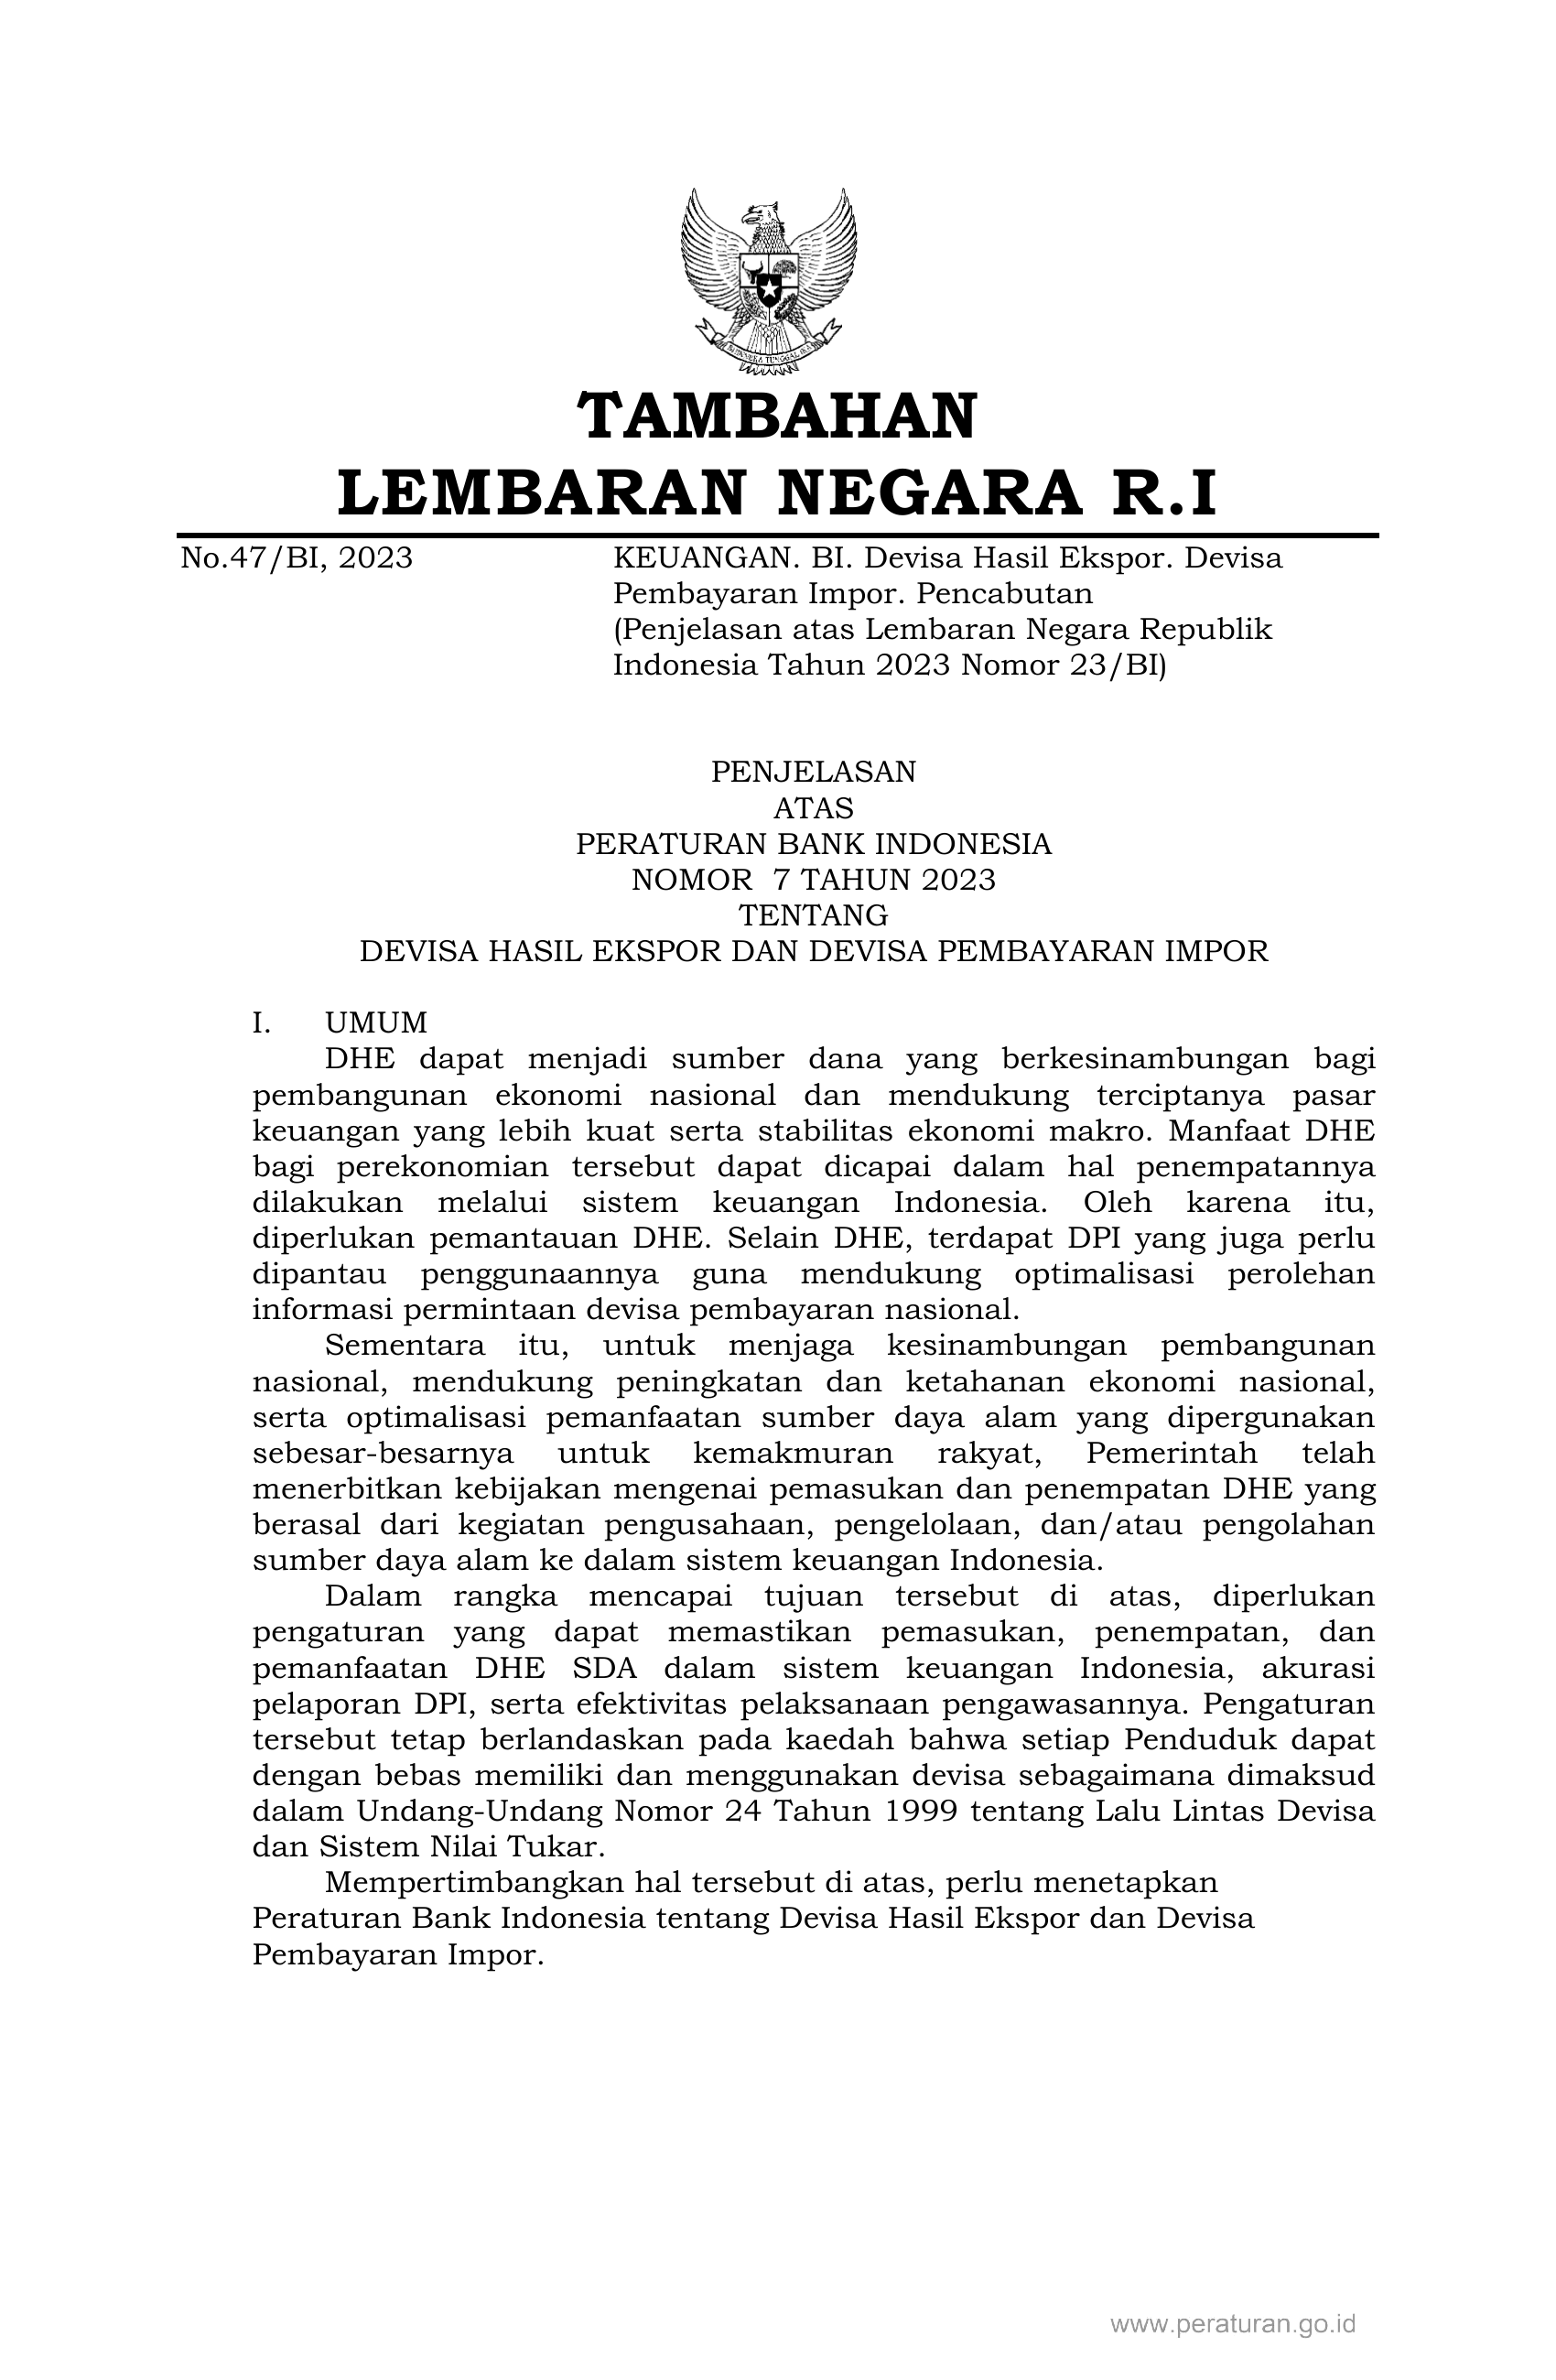 BHINNEKA TUNGGAL IKA
TAMBAHAN
LEMBARAN NEGARA R.I
No.47/BI, 2023
KEUANGAN. BI. Devisa Hasil Ekspor. Devisa
Pembayaran Impor. Pencabutan
(Penjelasan atas Lembaran Negara Republik
Indonesia Tahun 2023 Nomor 23/BI)
PENJELASAN
ATAS
PERATURAN BANK INDONESIA
NOMOR 7 TAHUN 2023
TENTANG
DEVISA HASIL EKSPOR DAN DEVISA PEMBAYARAN IMPOR
I. UMUM
DHE dapat menjadi sumber dana yang berkesinambungan bagi
pembangunan ekonomi nasional dan mendukung terciptanya pasar
keuangan yang lebih kuat serta stabilitas ekonomi makro. Manfaat DHE
bagi perekonomian tersebut dapat dicapai dalam hal penempatannya
dilakukan melalui sistem keuangan Indonesia. Oleh karena itu,
diperlukan pemantauan DHE. Selain DHE, terdapat DPI yang juga perlu
dipantau penggunaannya guna mendukung optimalisasi perolehan
informasi permintaan devisa pembayaran nasional.
Sementara itu, untuk menjaga kesinambungan pembangunan
nasional, mendukung peningkatan dan ketahanan ekonomi nasional,
serta optimalisasi pemanfaatan sumber daya alam yang dipergunakan
sebesar-besarnya untuk kemakmuran rakyat, Pemerintah telah
menerbitkan kebijakan mengenai pemasukan dan penempatan DHE yang
berasal dari kegiatan pengusahaan, pengelolaan, dan/atau pengolahan
sumber daya alam ke dalam sistem keuangan Indonesia.
Dalam rangka mencapai tujuan tersebut di atas, diperlukan
pengaturan yang dapat memastikan pemasukan, penempatan, dan
pemanfaatan DHE SDA dalam sistem keuangan Indonesia, akurasi
pelaporan DPI, serta efektivitas pelaksanaan pengawasannya. Pengaturan
tersebut tetap berlandaskan pada kaedah bahwa setiap Penduduk dapat
dengan bebas memiliki dan menggunakan devisa sebagaimana dimaksud
dalam Undang-Undang Nomor 24 Tahun 1999 tentang Lalu Lintas Devisa
dan Sistem Nilai Tukar.
Mempertimbangkan hal tersebut di atas, perlu menetapkan
Peraturan Bank Indonesia tentang Devisa Hasil Ekspor dan Devisa
Pembayaran Impor.
www.peraturan.go.id